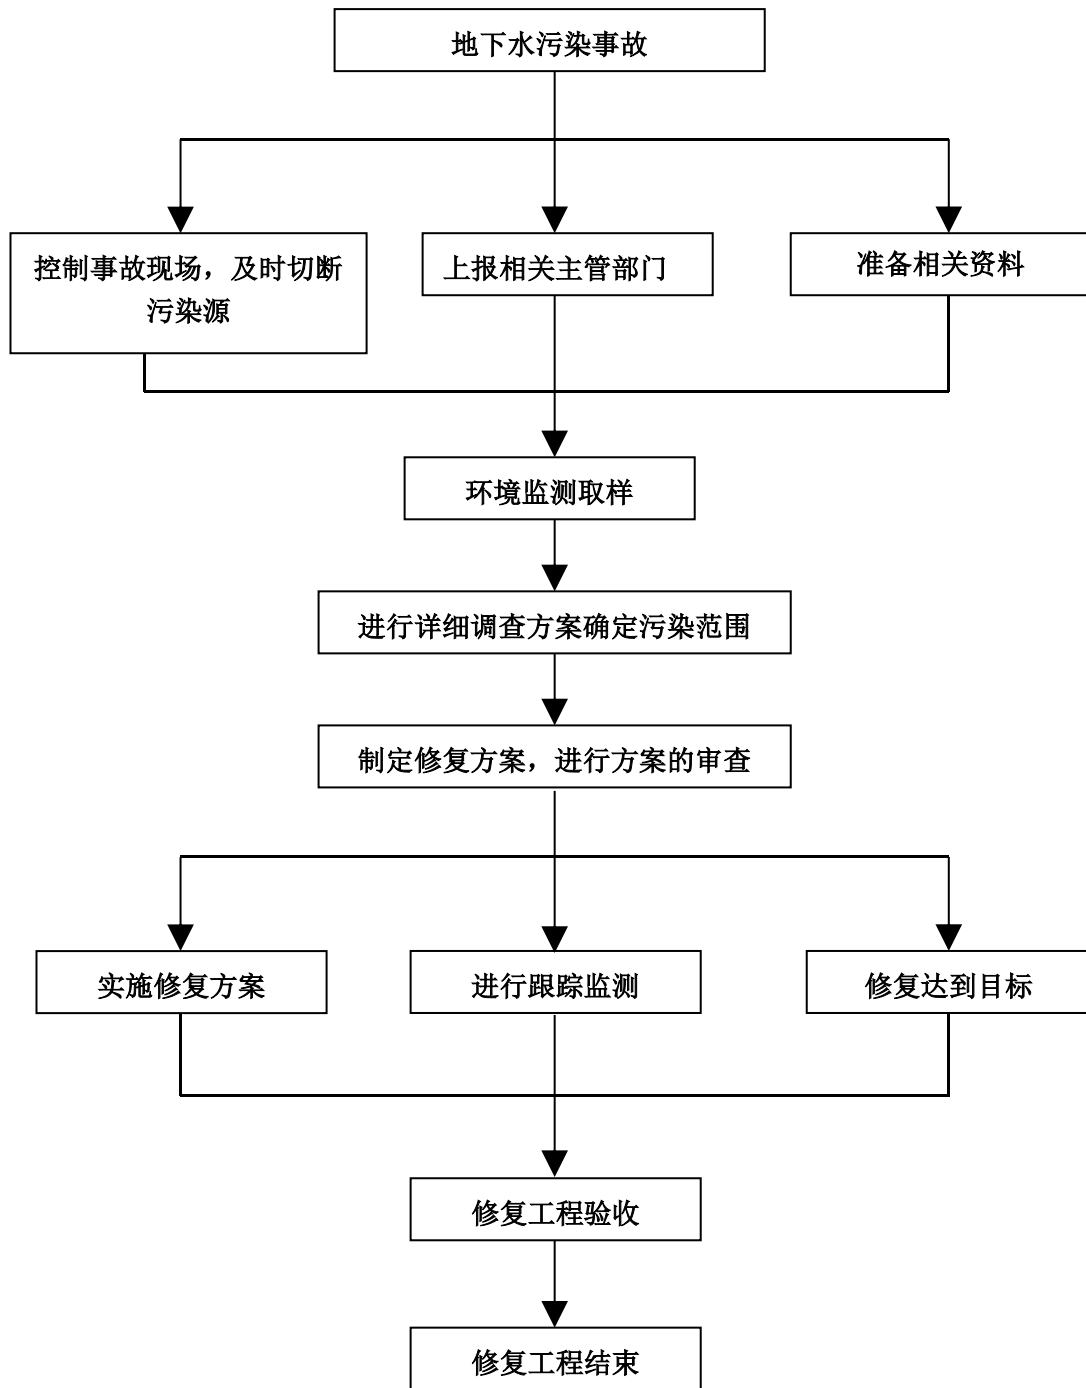 地下水污染事故
控制事故现场，及时切断
污染源
上报相关主管部门
准备相关资料
环境监测取样
进行详细调查方案确定污染范围
制定修复方案，进行方案的审查
实施修复方案
进行跟踪监测
修复达到目标
修复工程验收
修复工程结束